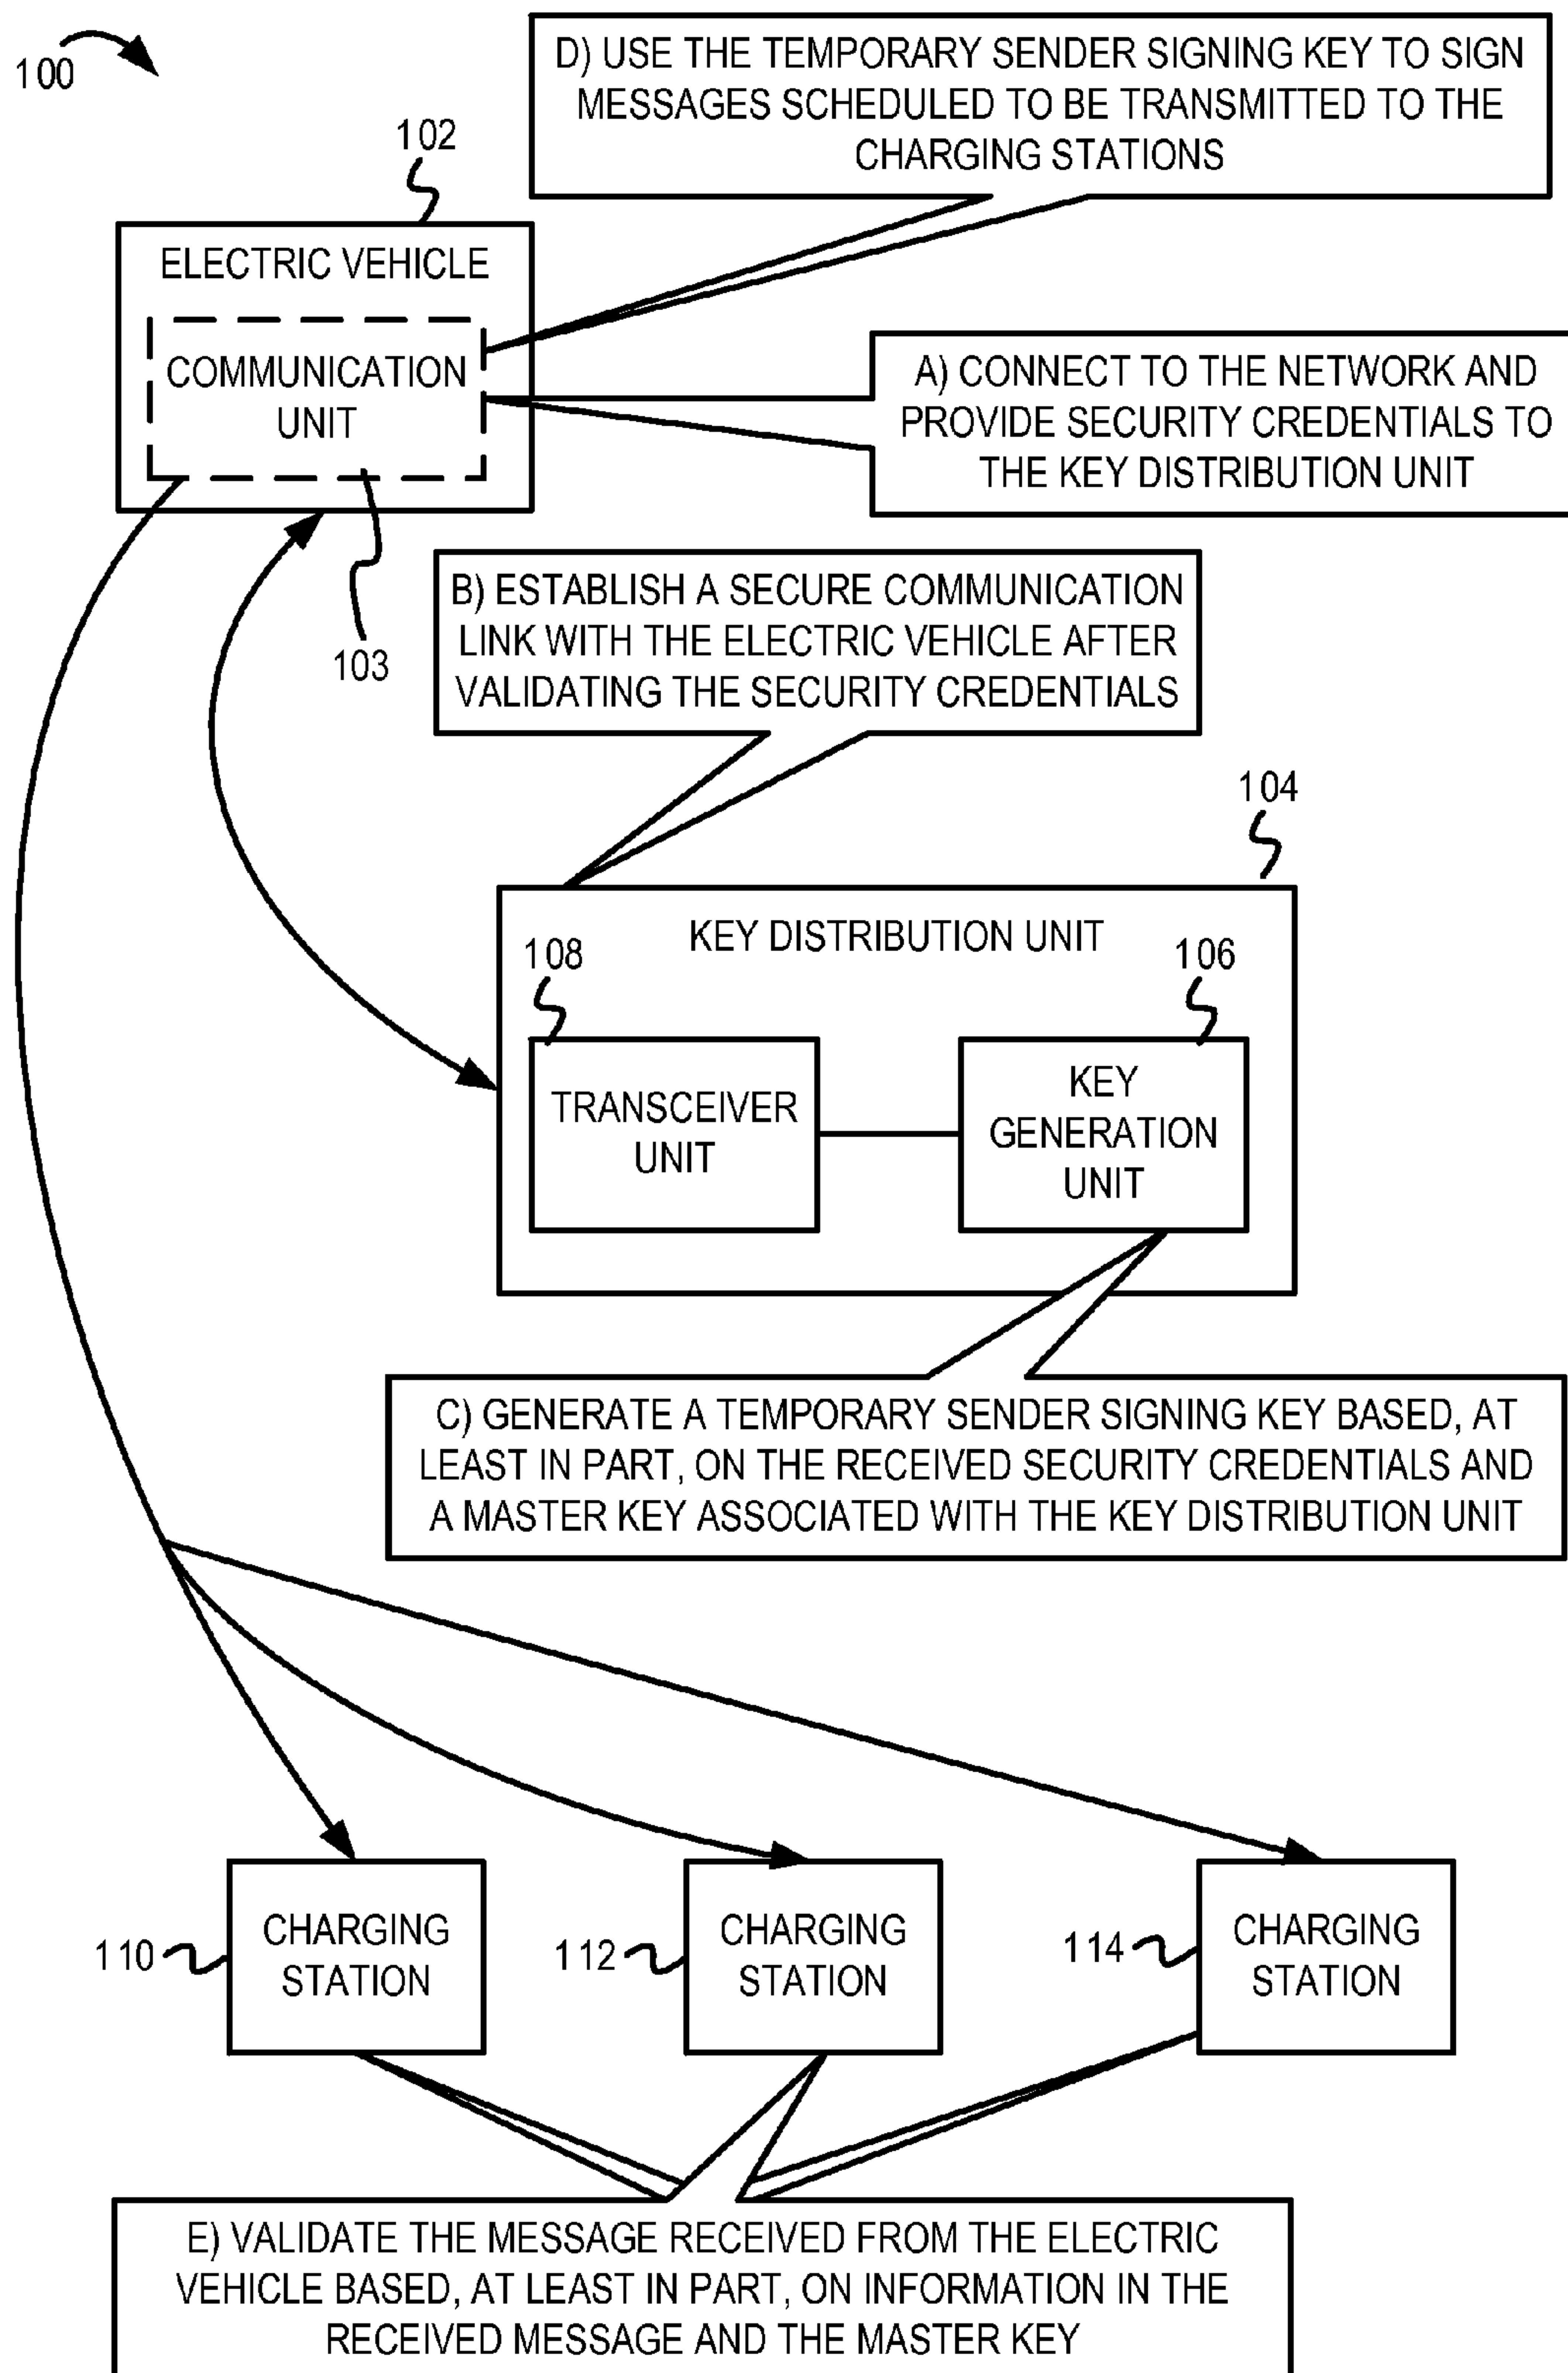 100
D) USE THE TEMPORARY SENDER SIGNING KEY TO SIGN
MESSAGES SCHEDULED TO BE TRANSMITTED TO THE
CHARGING STATIONS
102
ELECTRIC VEHICLE
COMMUNICATION
UNIT
A) CONNECT TO THE NETWORK AND
PROVIDE SECURITY CREDENTIALS TO
THE KEY DISTRIBUTION UNIT
103
B) ESTABLISH A SECURE COMMUNICATION
LINK WITH THE ELECTRIC VEHICLE AFTER
VALIDATING THE SECURITY CREDENTIALS
104
KEY DISTRIBUTION UNIT
108
106
TRANSCEIVER
UNIT
KEY
GENERATION
UNIT
C) GENERATE A TEMPORARY SENDER SIGNING KEY BASED, AT
LEAST IN PART, ON THE RECEIVED SECURITY CREDENTIALS AND
A MASTER KEY ASSOCIATED WITH THE KEY DISTRIBUTION UNIT
110
CHARGING
STATION
112
CHARGING
STATION
114
CHARGING
STATION
E) VALIDATE THE MESSAGE RECEIVED FROM THE ELECTRIC
VEHICLE BASED, AT LEAST IN PART, ON INFORMATION IN THE
RECEIVED MESSAGE AND THE MASTER KEY